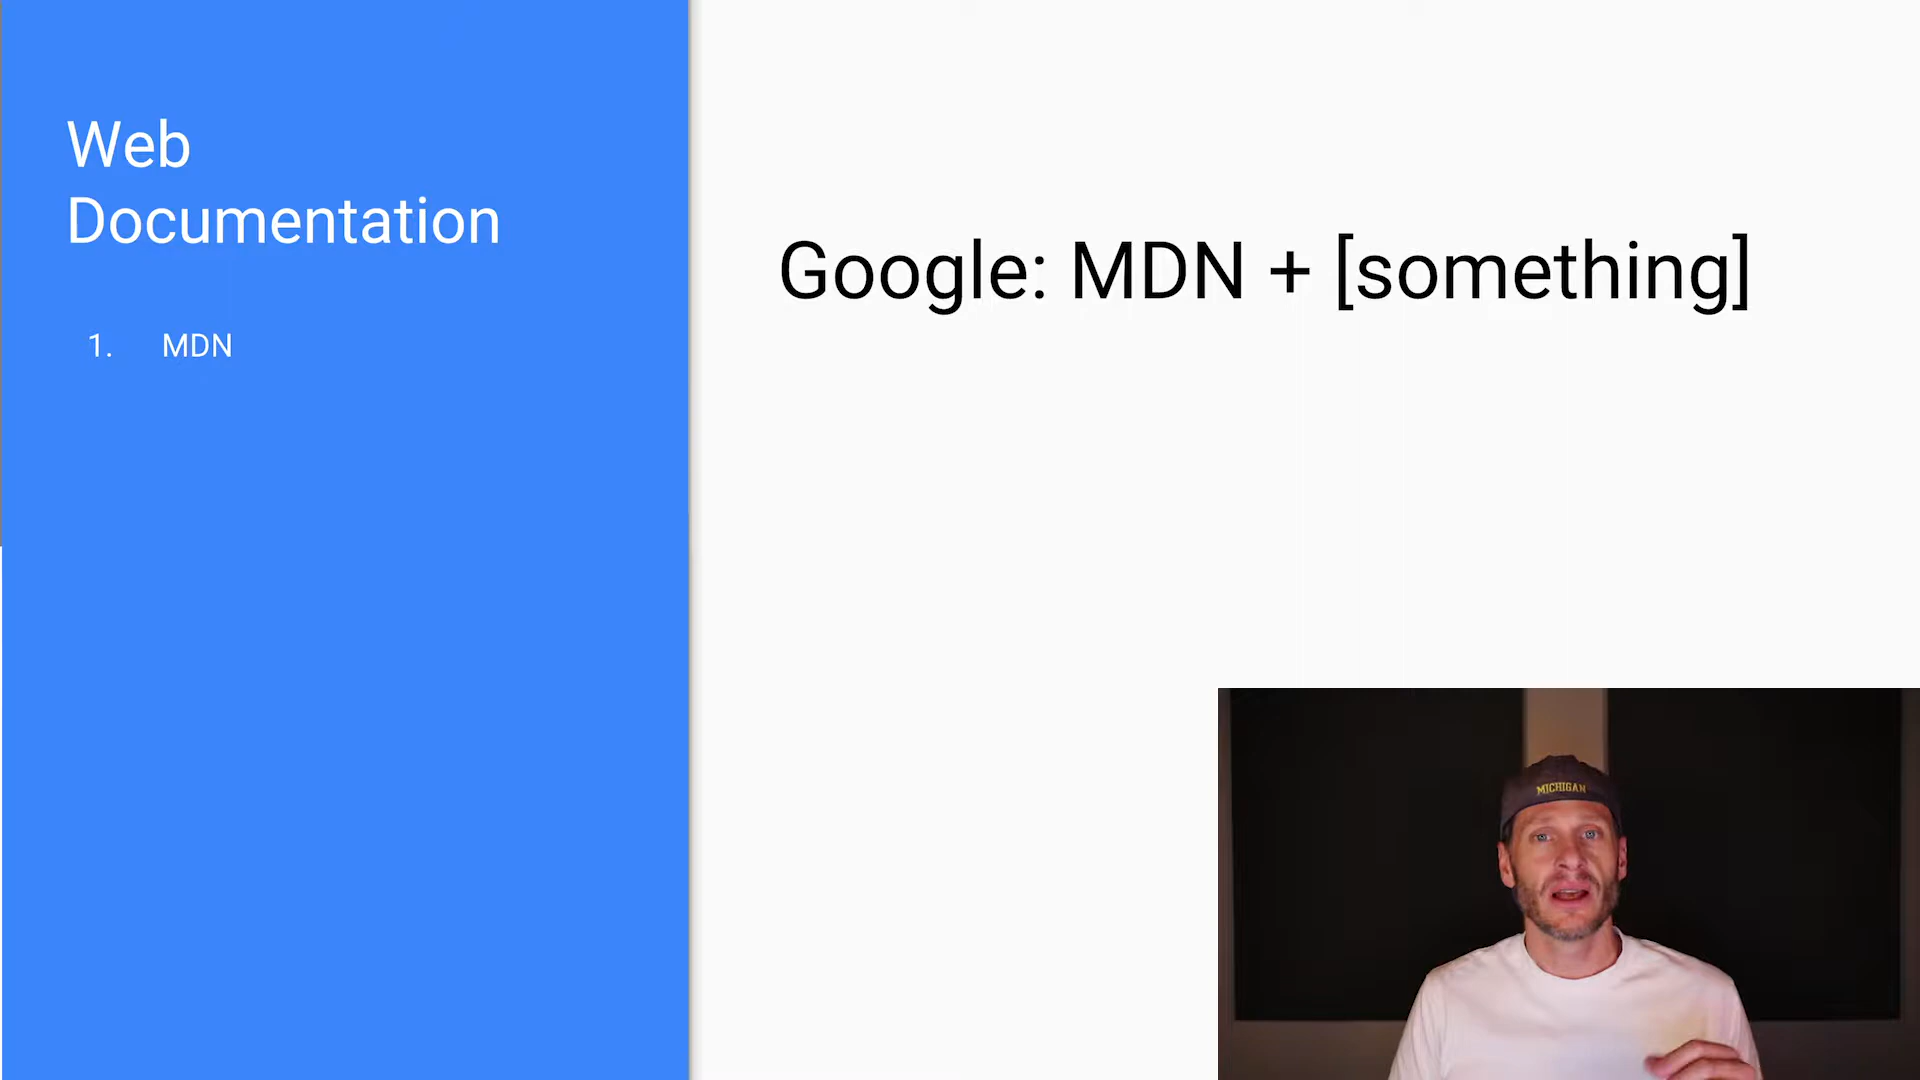 Web
Documentation
1. MDN
Google: MDN + [something]
MICHIGAN